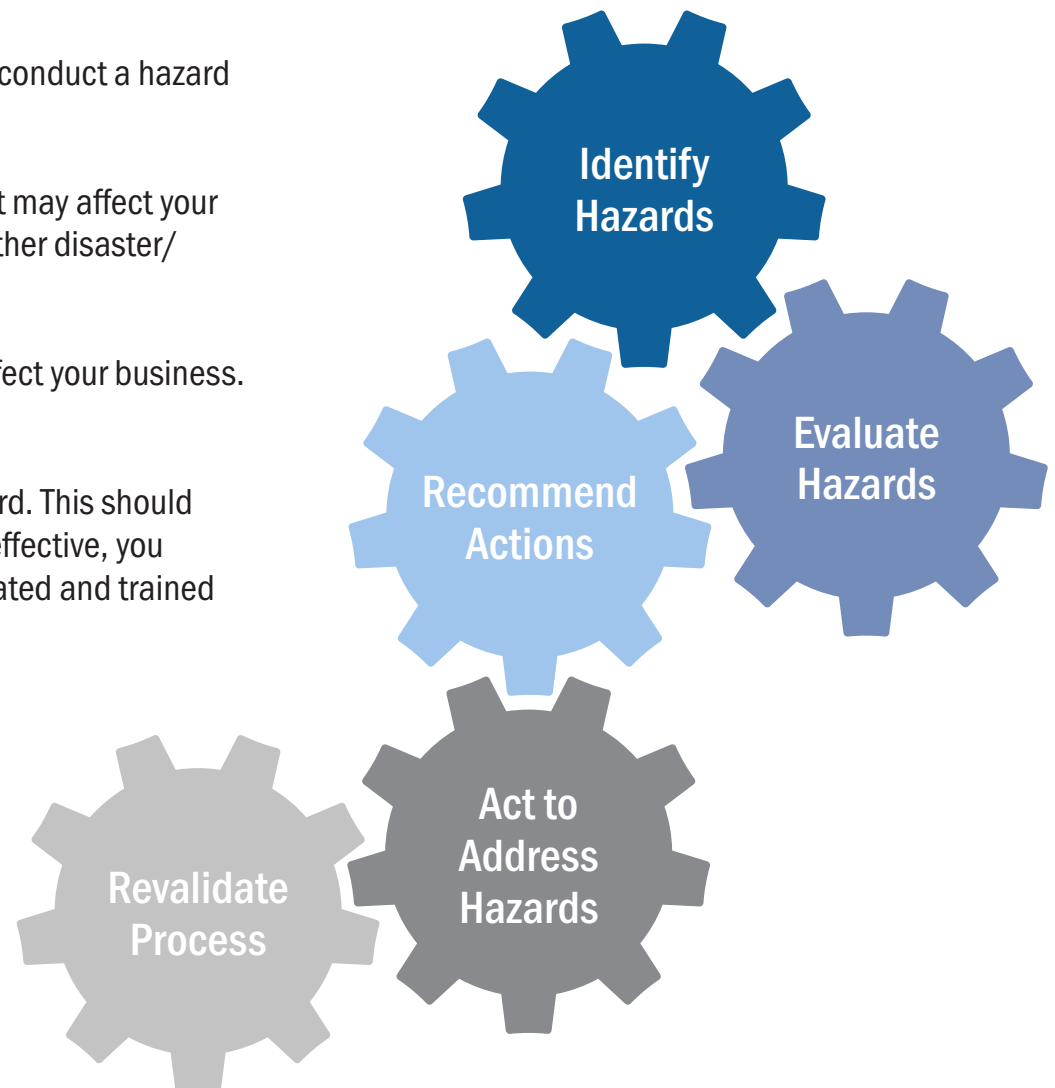 conduct a hazard
t may affect your
ther disaster/
fect your business.
rd. This should
effective, you
ated and trained
Identify
Hazards
Evaluate
Hazards
Recommend
Actions
Act to
Address
Hazards
Revalidate
Process